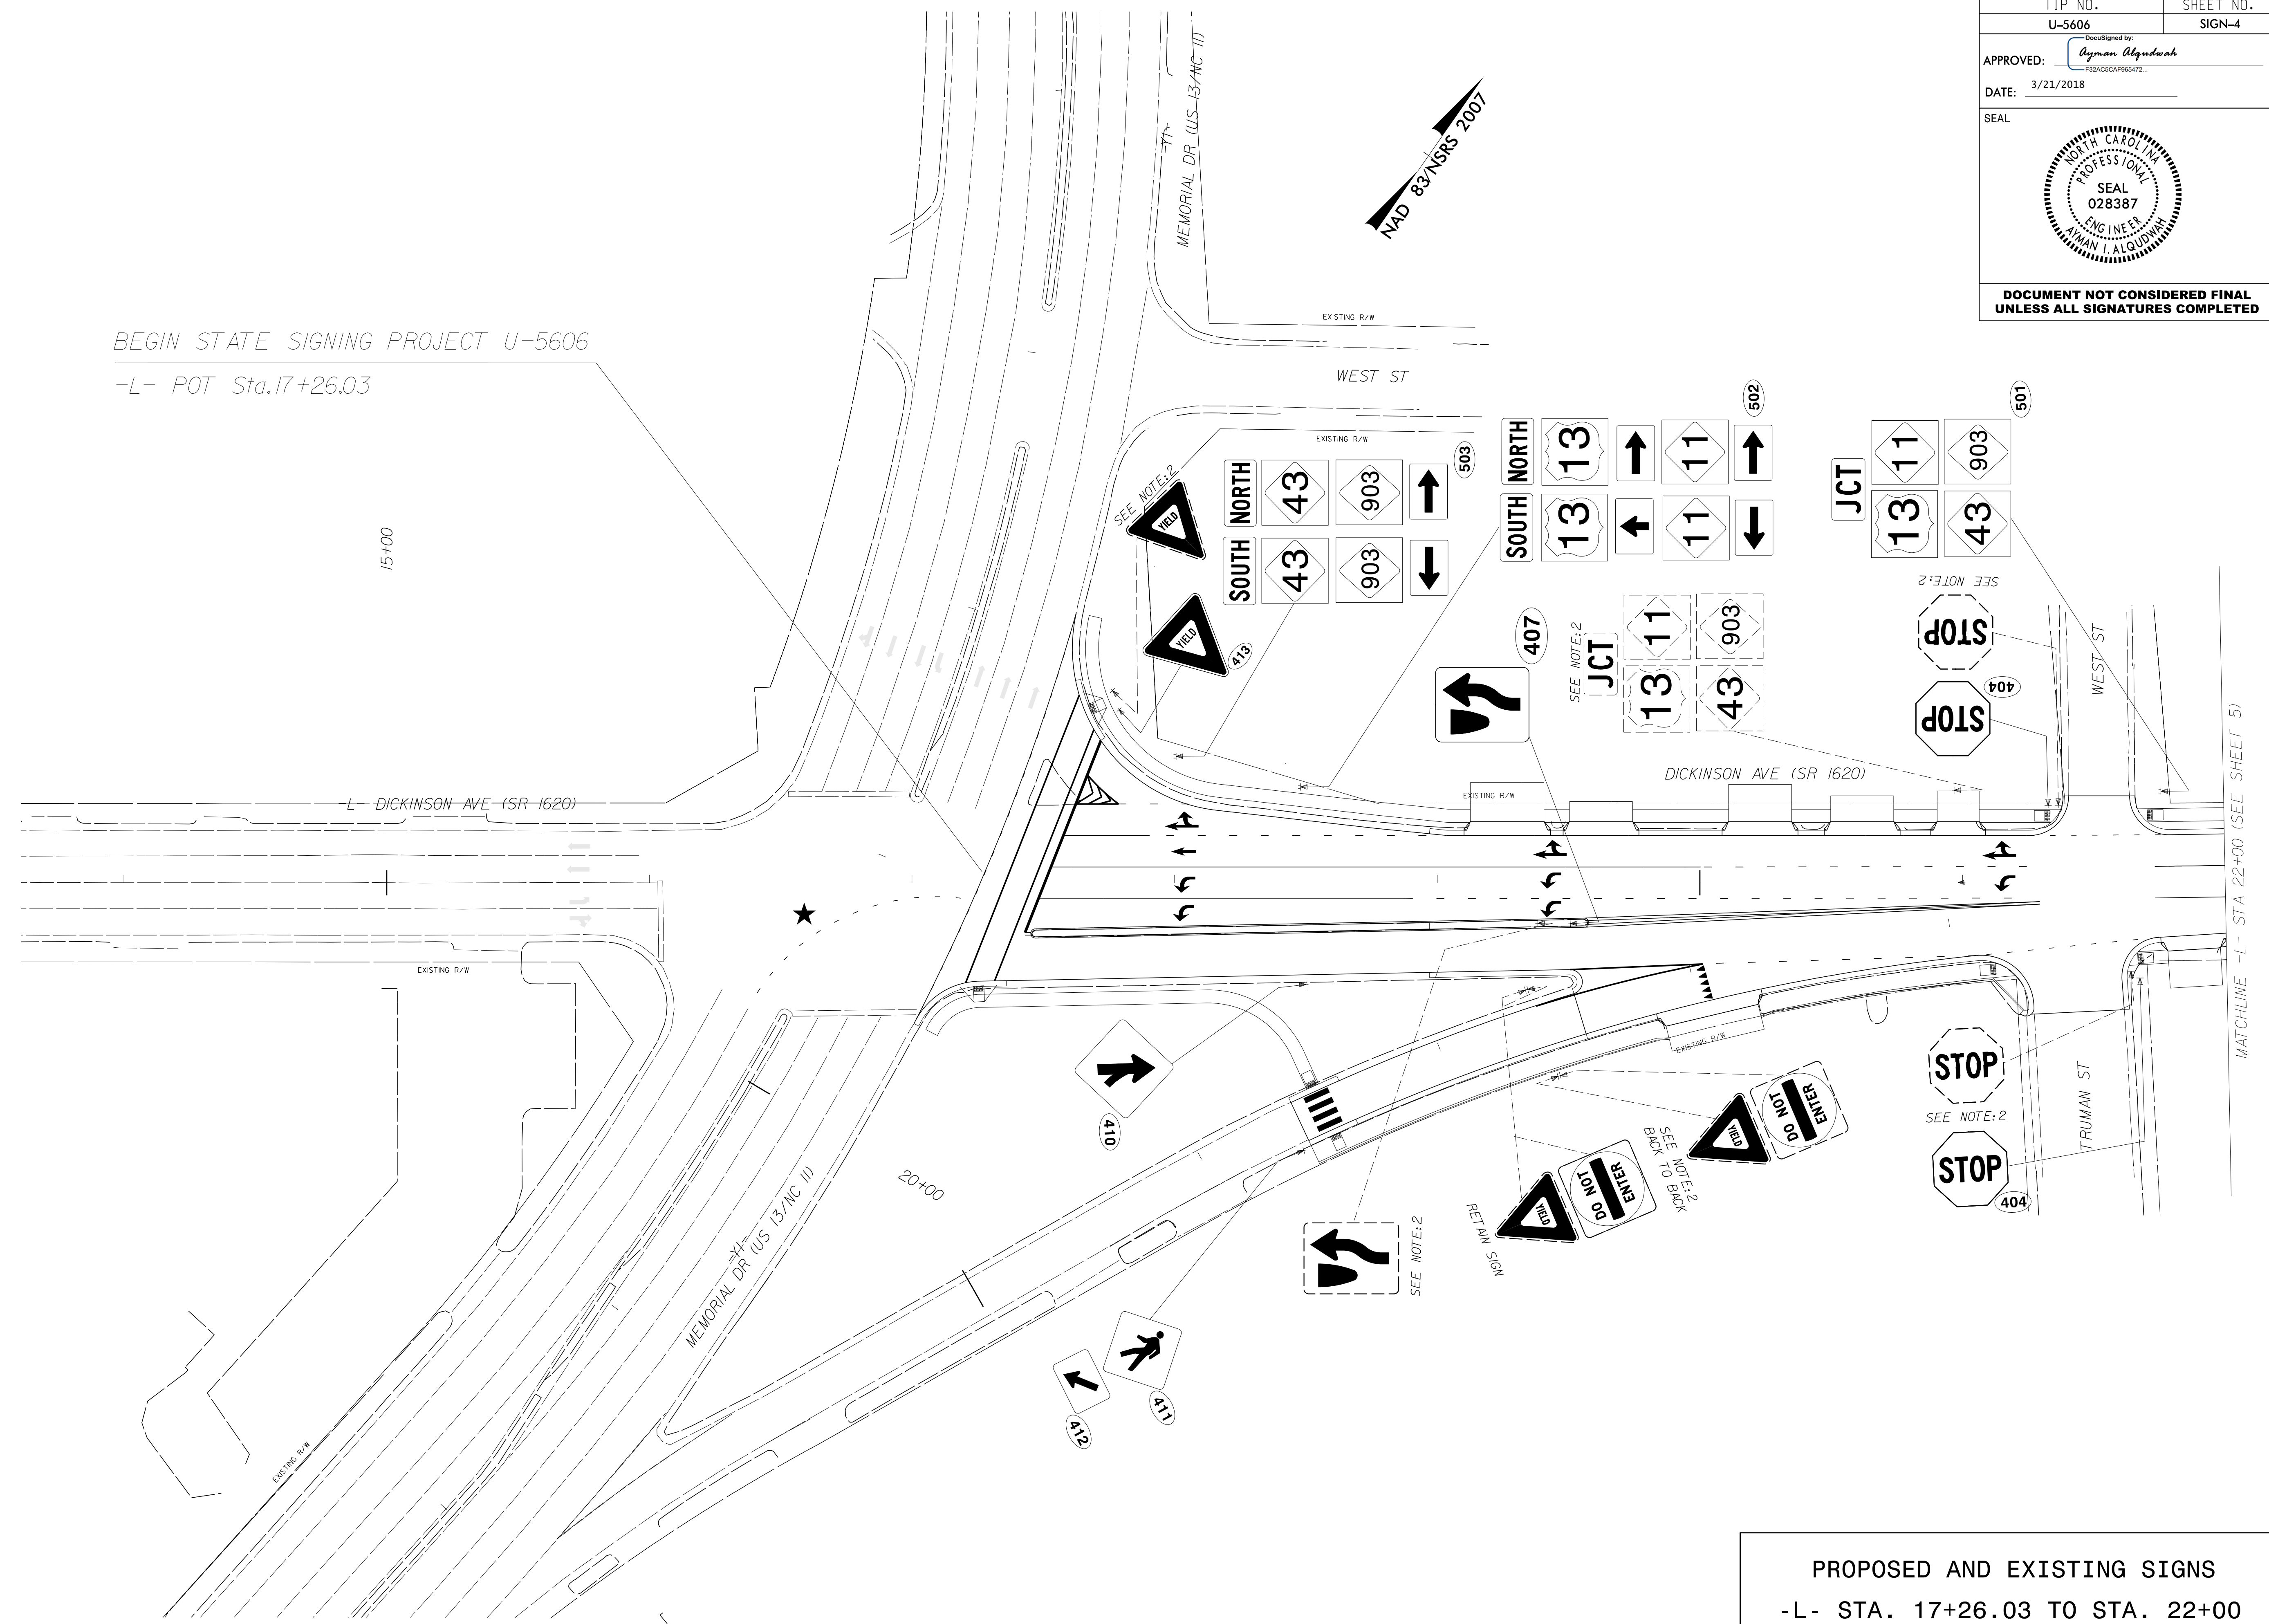 TIP NO.
SHEET NO.
U-5606
SIGN-4
DocuSigned by:
APPROVED: Ayman Alqudwah
F32AC5CAF965472...
DATE: 3/21/2018
SEAL
NORTH CAROLINA
PROFESSIONAL
SEAL
028387
ENGINEER
AYMAN I. ALQUDWAH
DOCUMENT NOT CONSIDERED FINAL
UNLESS ALL SIGNATURES COMPLETED
MEMORIAL DR (US 13/NC 11)
-Y1-
NAD 83/NSRS 2007
BEGIN STATE SIGNING PROJECT U-5606
-L- POT Sta.17+26.03
EXISTING R/W
WEST ST
EXISTING R/W
15+00
SEE NOTE:2
YIELD
YIELD
413
NORTH
43
903
503
SOUTH
43
903
NORTH
13
11
502
SOUTH
13
11
JCT
11
903
13
43
501
407
SEE NOTE:2
JCT
11
903
13
43
SEE NOTE:2
STOP
STOP
404
WEST ST
MATCHLINE -L- STA 22+00 (SEE SHEET 5)
DICKINSON AVE (SR 1620)
EXISTING R/W
-L- DICKINSON AVE (SR 1620)
EXISTING R/W
EXISTING R/W
410
20+00
-Y1-
MEMORIAL DR (US 13/NC 11)
EXISTING R/W
412
411
SEE NOTE:2
RETAIN SIGN
YIELD
DO NOT
ENTER
SEE NOTE:2
BACK TO BACK
YIELD
DO NOT
ENTER
STOP
SEE NOTE:2
STOP
404
TRUMAN ST
PROPOSED AND EXISTING SIGNS
-L- STA. 17+26.03 TO STA. 22+00